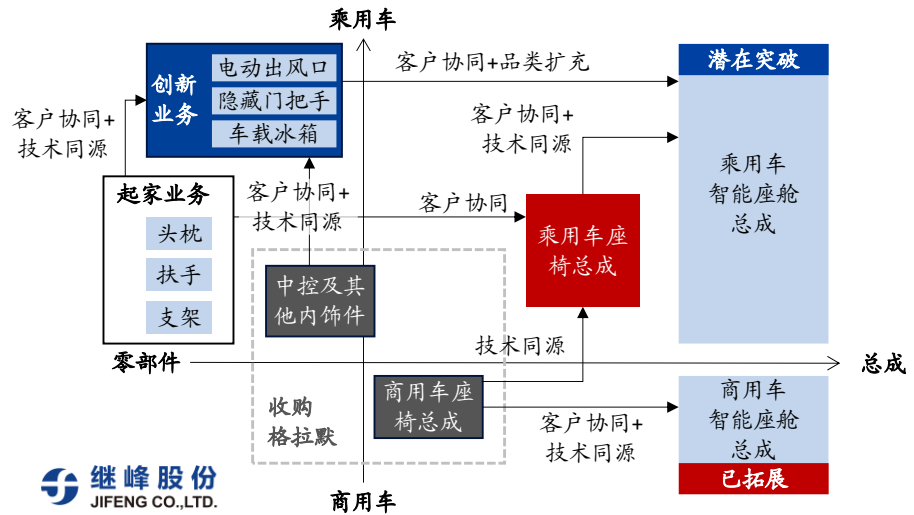 乘用车
创新
业务
电动出风口
隐藏门把手
车载冰箱
客户协同+品类扩充
潜在突破
乘用车
智能座舱
总成
客户协同+
技术同源
客户协同+
技术同源
起家业务
头枕
扶手
支架
客户协同+
技术同源
客户协同
乘用车座
椅总成
中控及其
他内饰件
技术同源
零部件
总成
收购
格拉默
商用车座
椅总成
客户协同+
技术同源
商用车
智能座舱
总成
已拓展
继峰股份
JIFENG CO.,LTD.
商用车